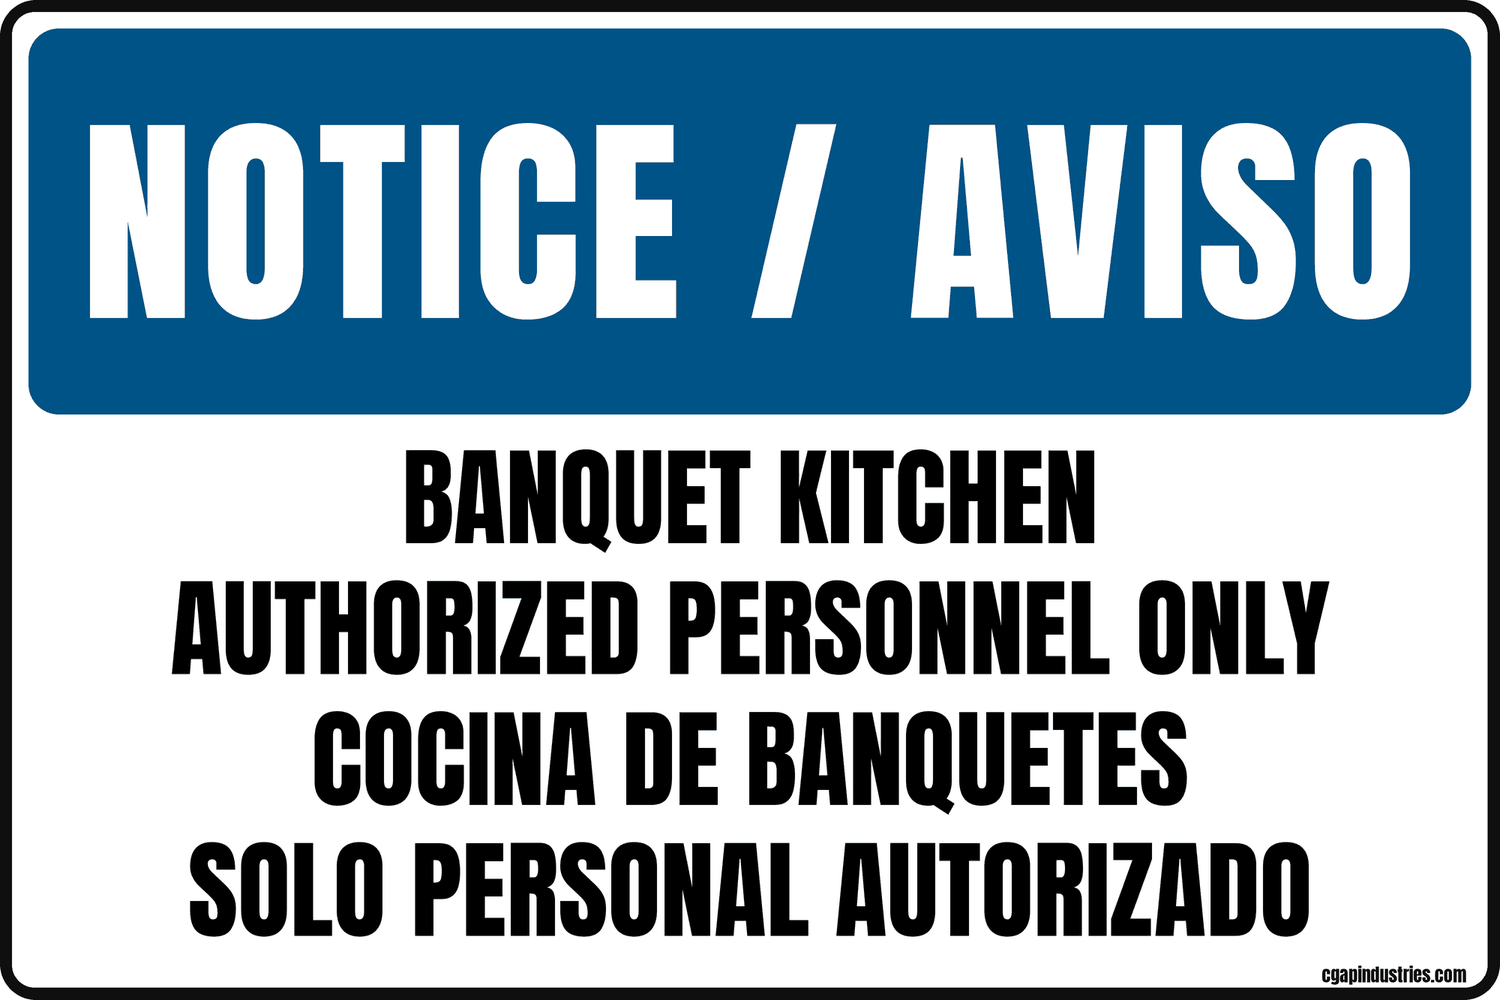 NOTICE / AVISO
BANQUET KITCHEN
AUTHORIZED PERSONNEL ONLY
COCINA DE BANQUETES
SOLO PERSONAL AUTORIZADO
cgapindustries.com